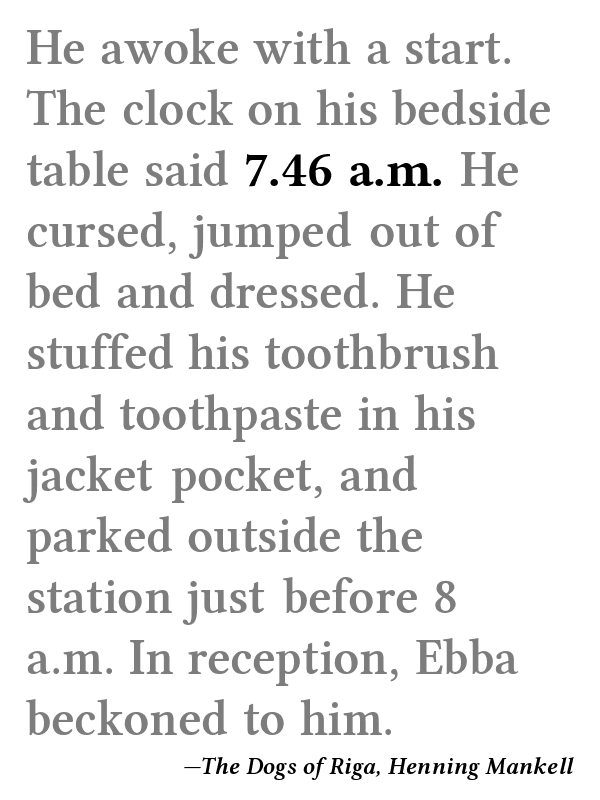 He awoke with a start.
The clock on his bedside
table said 7.46 a.m. He
cursed, jumped out of
bed and dressed. He
stuffed his toothbrush
and toothpaste in his
jacket pocket, and
parked outside the
station just before 8
a.m. In reception, Ebba
beckoned to him.
—The Dogs of Riga, Henning Mankell